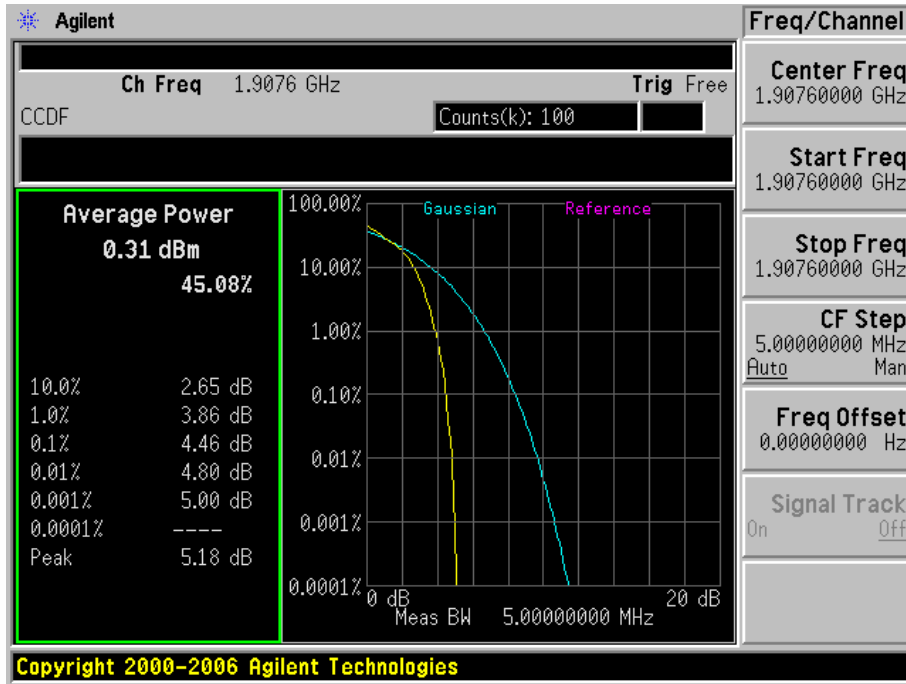 Agilent
Freq/Channel
Ch Freq 1.9076 GHz Trig Free
CCDF Counts(k): 100
Average Power
0.31 dBm
45.08%
10.0% 2.65 dB
1.0% 3.86 dB
0.1% 4.46 dB
0.01% 4.80 dB
0.001% 5.00 dB
0.0001% ----
Peak 5.18 dB
Gaussian Reference
100.00%
10.00%
1.00%
0.10%
0.01%
0.001%
0.0001%
0 dB 20 dB
Meas BW 5.00000000 MHz
Center Freq
1.90760000 GHz
Start Freq
1.90760000 GHz
Stop Freq
1.90760000 GHz
CF Step
5.00000000 MHz
Auto Man
Freq Offset
0.00000000 Hz
Signal Track
On Off
Copyright 2000-2006 Agilent Technologies